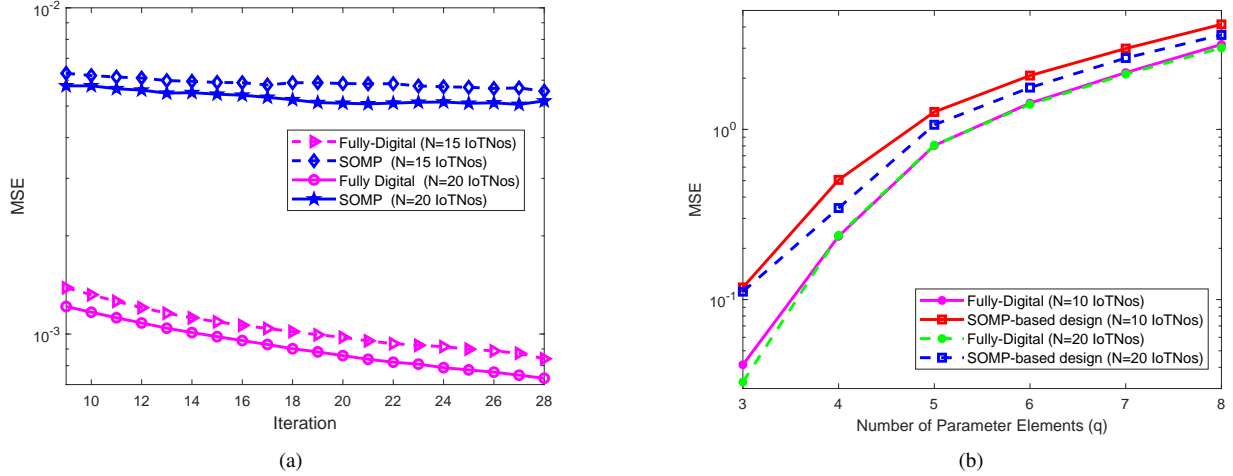 10^-2
10^-3
MSE
10 12 14 16 18 20 22 24 26 28
Iteration
Fully-Digital (N=15 IoTNos)
SOMP (N=15 IoTNos)
Fully Digital (N=20 IoTNos)
SOMP (N=20 IoTNos)
(a)
10^0
10^-1
MSE
3 4 5 6 7 8
Number of Parameter Elements (q)
Fully-Digital (N=10 IoTNos)
SOMP-based design (N=10 IoTNos)
Fully-Digital (N=20 IoTNos)
SOMP-based design (N=20 IoTNos)
(b)